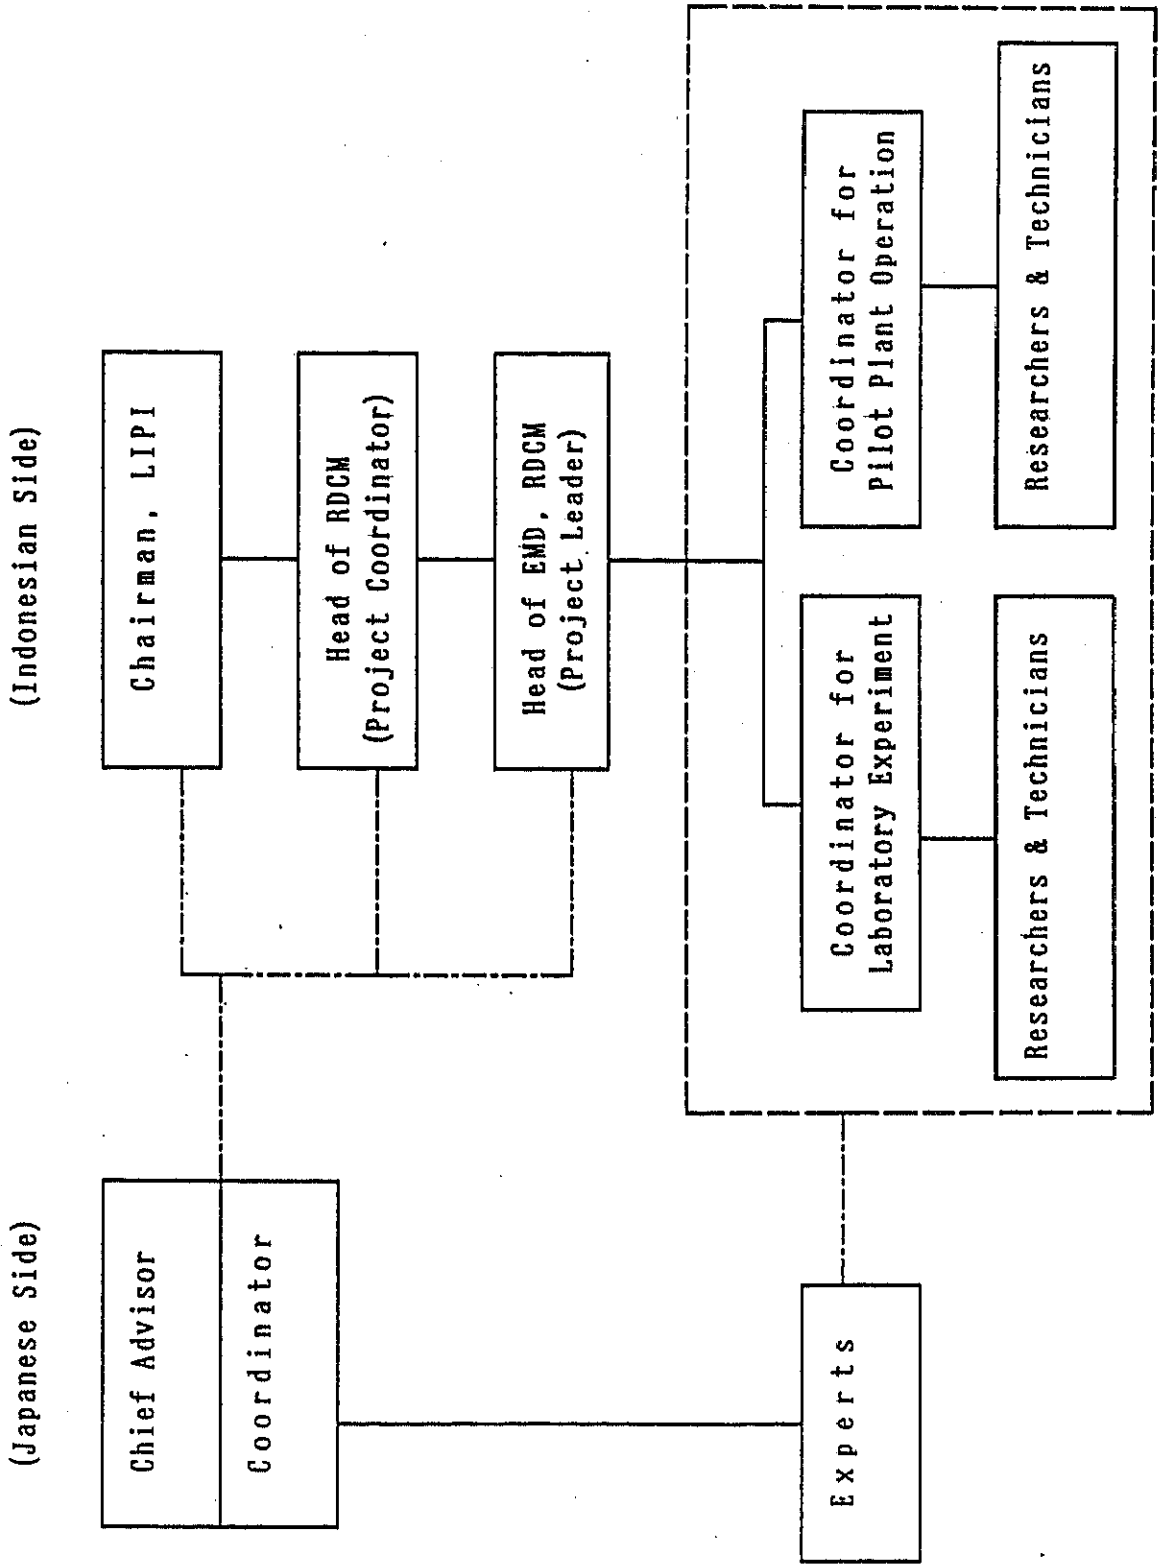 (Japanese Side)
(Indonesian Side)
Chief Advisor
Coordinator
Chairman, LIPI
Head of RDCM
(Project Coordinator)
Head of EMD, RDCM
(Project Leader)
Experts
Coordinator for
Laboratory Experiment
Coordinator for
Pilot Plant Operation
Researchers & Technicians
Researchers & Technicians